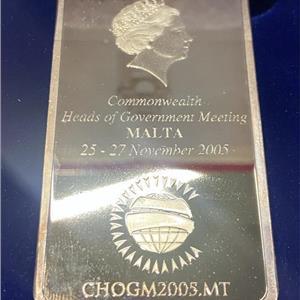 Commonwealth
Heads of Government Meeting
MALTA
25 - 27 November 2005
CHOGM2005.MT